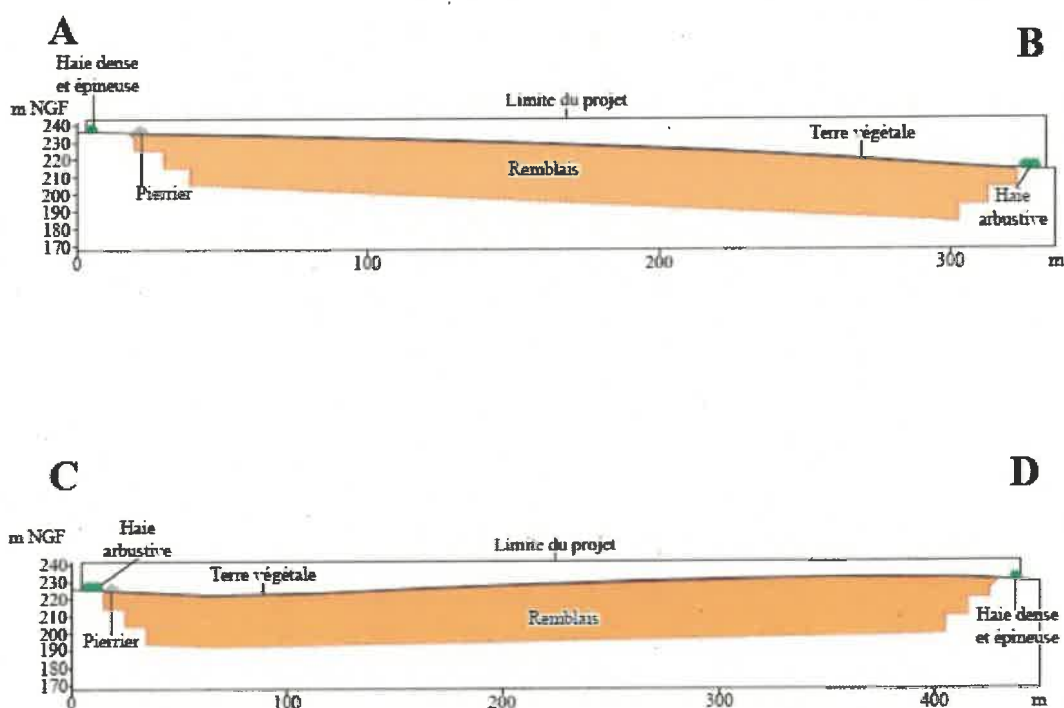 A
B
Haie dense
et épineuse
m NGF
Limite du projet
240
230
220
210
200
190
180
170
Terre végétale
Remblais
Pierrier
Haie
arbustive
0
100
200
300
m
C
D
Haie
arbustive
m NGF
Limite du projet
240
230
220
210
200
190
180
170
Terre végétale
Remblais
Pierrier
Haie dense
et épineuse
0
100
200
300
400
m